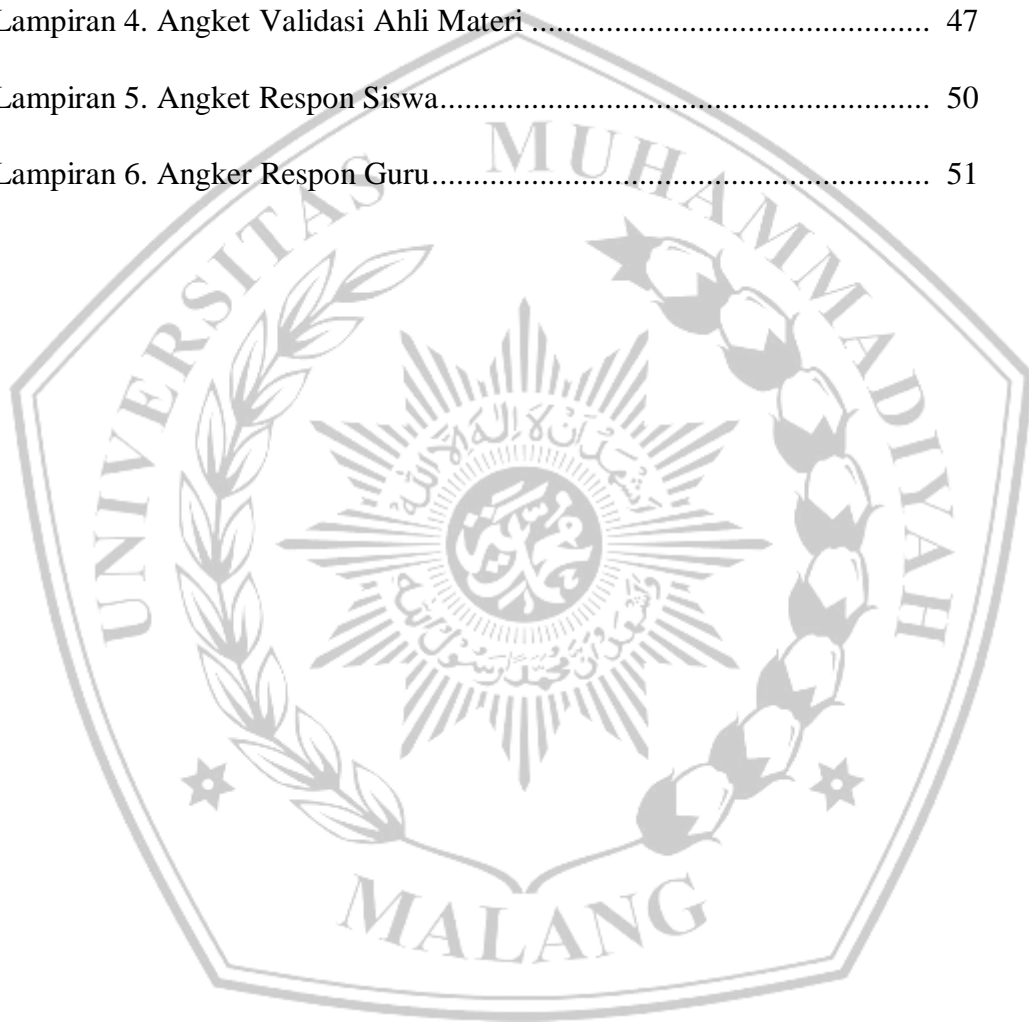 Lampiran 4. Angket Validasi Ahli Materi ................................................ 47
Lampiran 5. Angket Respon Siswa........................................................... 50
Lampiran 6. Angker Respon Guru............................................................ 51
UNIVERSITAS MUHAMMADIYAH
MALANG